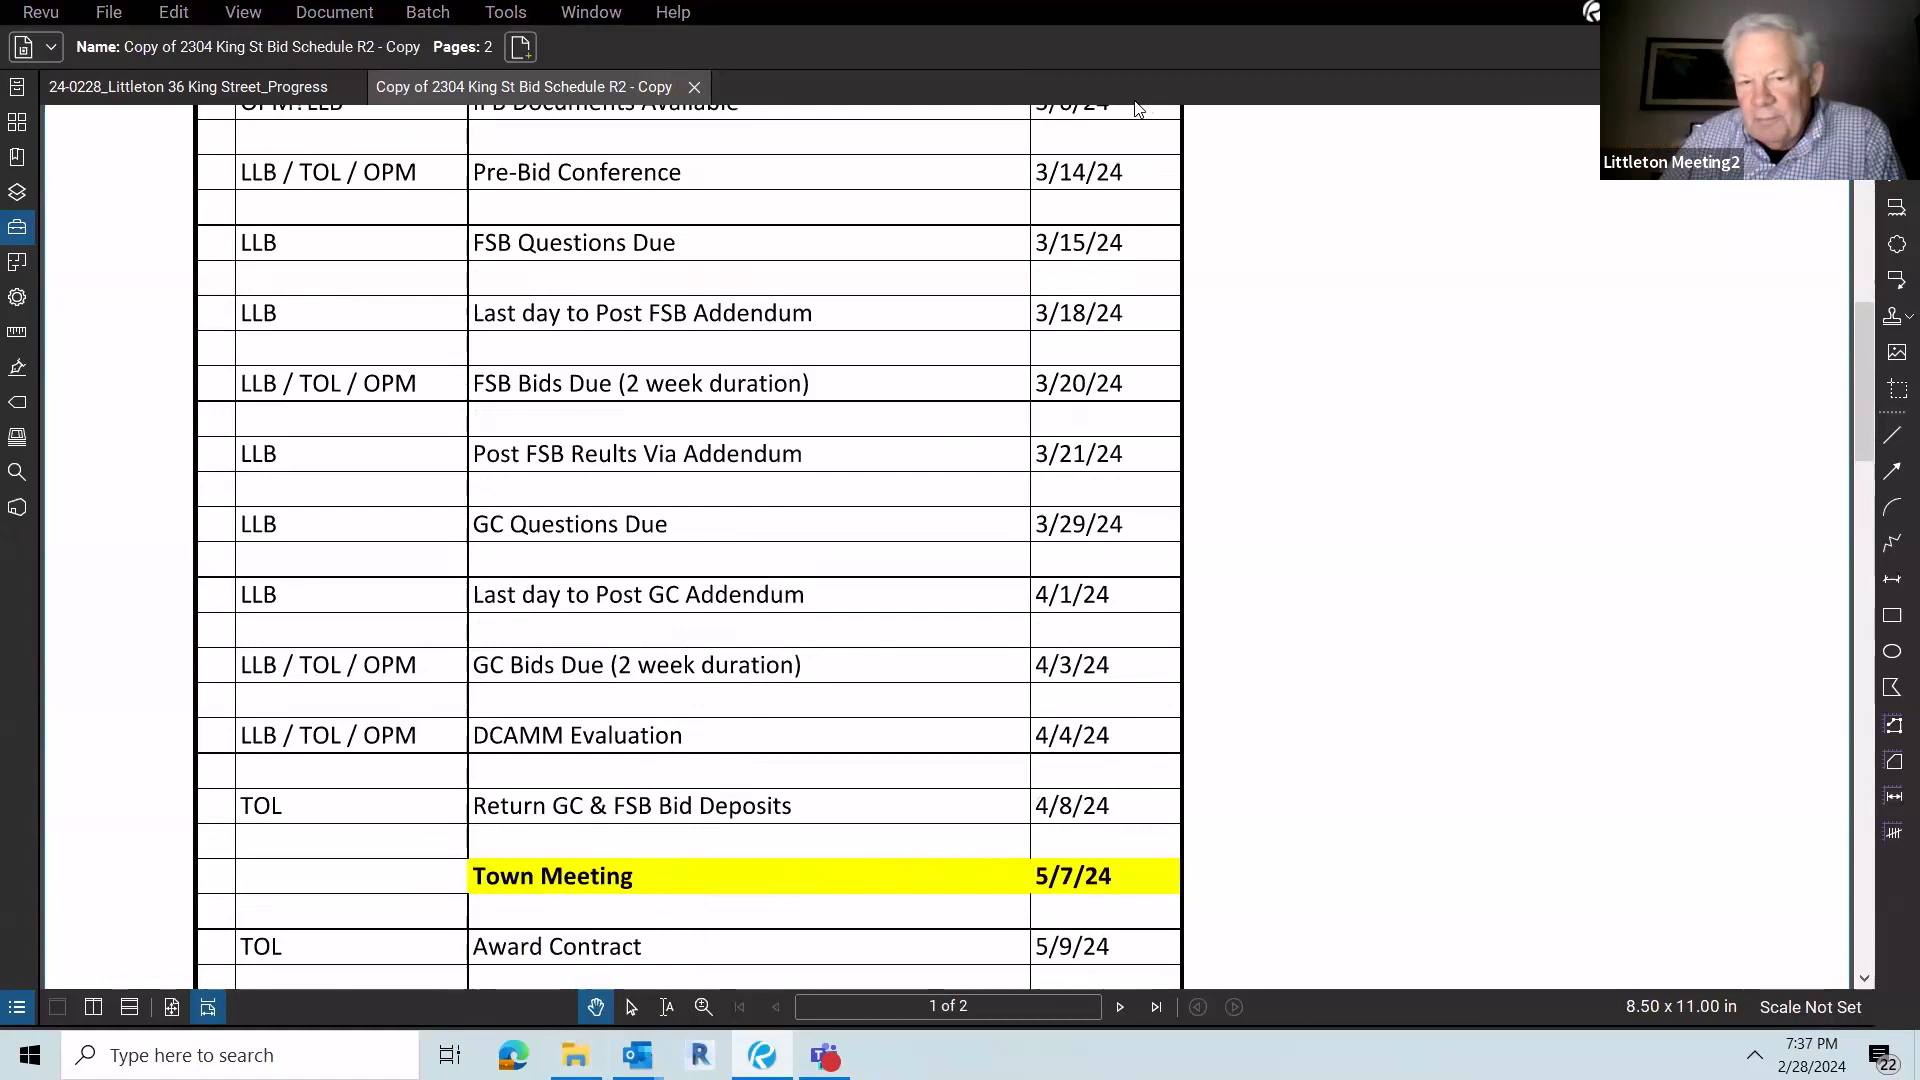 Revu File Edit View Document Batch Tools Window Help
Name: Copy of 2304 King St Bid Schedule R2 - Copy Pages: 2
24-0228_Littleton 36 King Street_Progress Copy of 2304 King St Bid Schedule R2 - Copy
Littleton Meeting2
LLB / TOL / OPM Pre-Bid Conference 3/14/24
LLB FSB Questions Due 3/15/24
LLB Last day to Post FSB Addendum 3/18/24
LLB / TOL / OPM FSB Bids Due (2 week duration) 3/20/24
LLB Post FSB Reults Via Addendum 3/21/24
LLB GC Questions Due 3/29/24
LLB Last day to Post GC Addendum 4/1/24
LLB / TOL / OPM GC Bids Due (2 week duration) 4/3/24
LLB / TOL / OPM DCAMM Evaluation 4/4/24
TOL Return GC & FSB Bid Deposits 4/8/24
Town Meeting 5/7/24
TOL Award Contract 5/9/24
1 of 2 8.50 x 11.00 in Scale Not Set
Type here to search
7:37 PM
2/28/2024
22